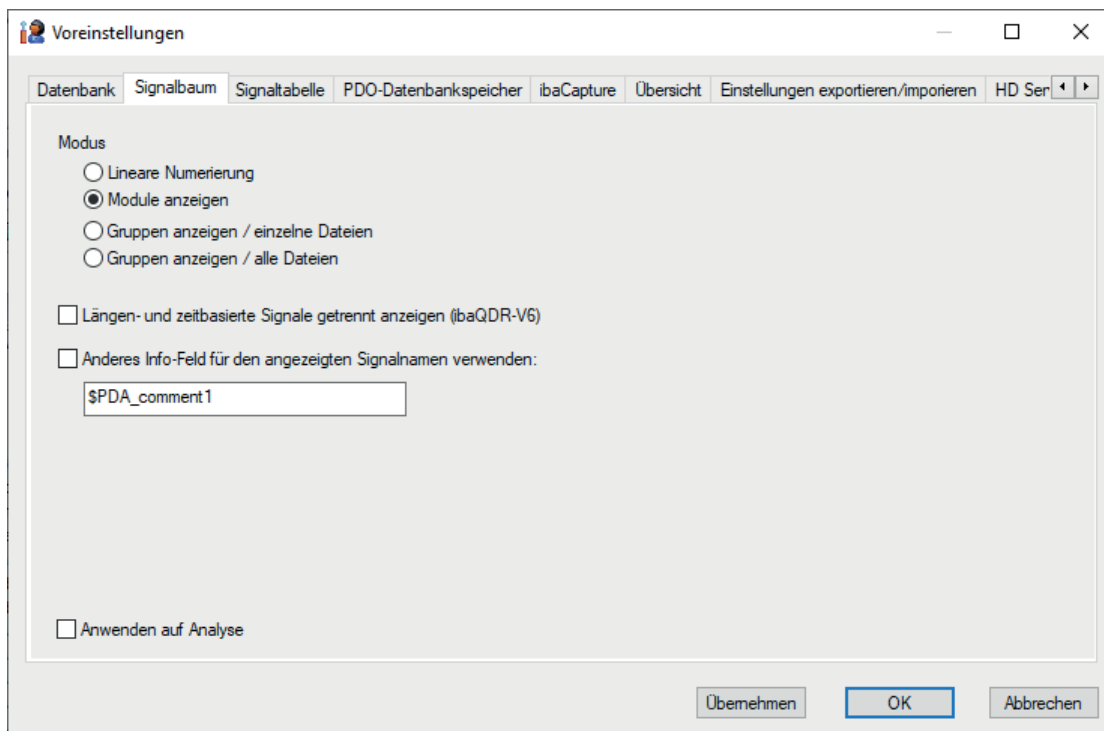 Voreinstellungen
Datenbank Signalbaum Signaltabelle PDO-Datenbankspeicher ibaCapture Übersicht Einstellungen exportieren/imporieren HD Ser
Modus
Lineare Numerierung
Module anzeigen
Gruppen anzeigen / einzelne Dateien
Gruppen anzeigen / alle Dateien
Längen- und zeitbasierte Signale getrennt anzeigen (ibaQDR-V6)
Anderes Info-Feld für den angezeigten Signalnamen verwenden:
$PDA_comment1
Anwenden auf Analyse
Übernehmen OK Abbrechen